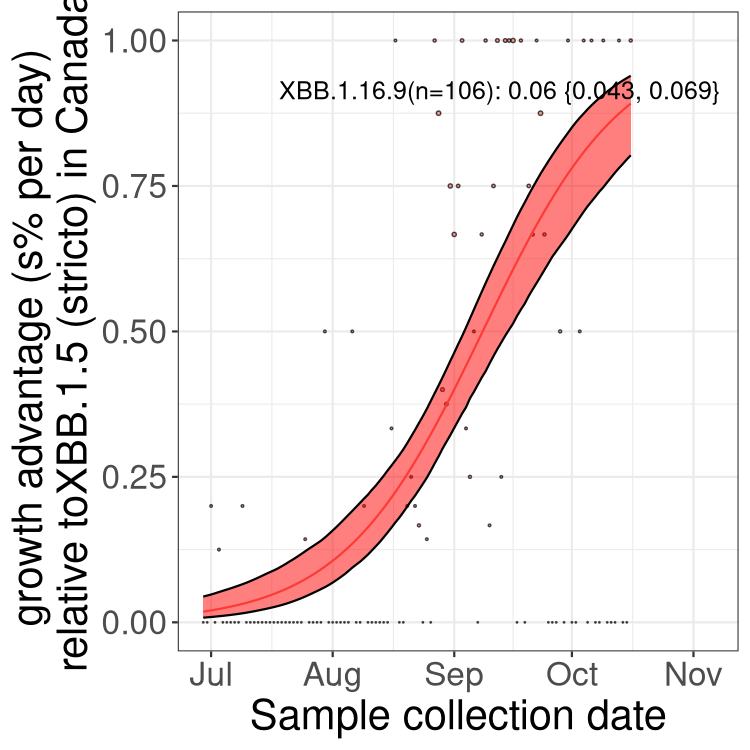 growth advantage (s% per day)
relative toXBB.1.5 (stricto) in Canada
1.00
0.75
0.50
0.25
0.00
XBB.1.16.9(n=106): 0.06 {0.043, 0.069}
Jul Aug Sep Oct Nov
Sample collection date